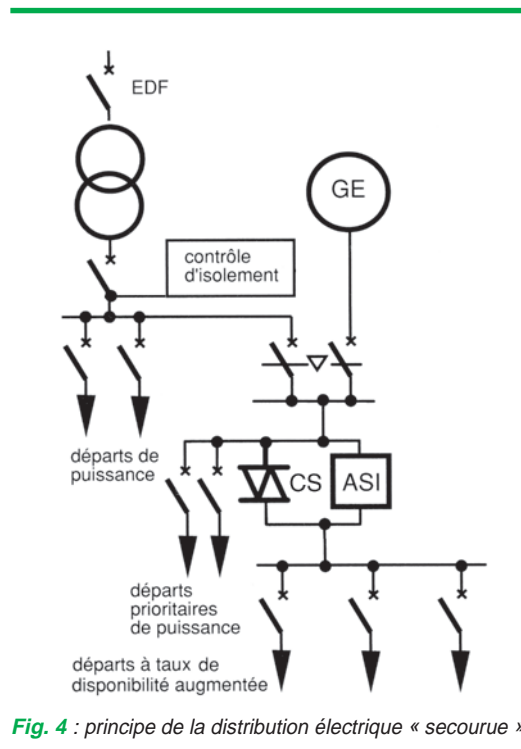 EDF
GE
contrôle
d'isolement
départs de
puissance
CS
ASI
départs
prioritaires
de puissance
départs à taux de
disponibilité augmentée
Fig. 4 : principe de la distribution électrique « secourue »